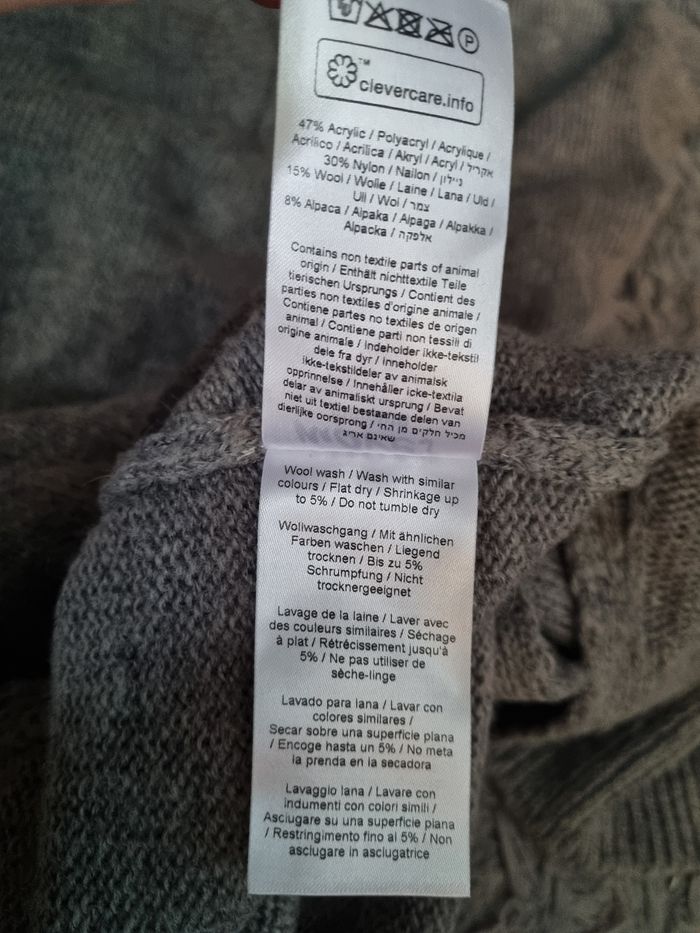 P
TM
clevercare.info
47% Acrylic / Polyacryl / Acrylique /
Acrílico / Acrilica / Akryl / Acryl / אקריל
30% Nylon / Nailon / ניילון
15% Wool / Wolle / Laine / Lana / Uld /
Ull / Wol / צמר
8% Alpaca / Alpaka / Alpaga / Alpakka /
Alpacka / אלפקה
Contains non textile parts of animal
origin / Enthält nichttextile Teile
tierischen Ursprungs / Contient des
parties non textiles d'origine animale /
Contiene partes no textiles de origen
animal / Contiene parti non tessili di
origine animale / Indeholder ikke-tekstil
dele fra dyr / Inneholder
ikke-tekstildeler av animalsk
opprinnelse / Innehåller icke-textila
delar av animaliskt ursprung / Bevat
niet uit textiel bestaande delen van
dierlijke oorsprong / מכיל חלקים מן החי
שאינם אריג
Wool wash / Wash with similar
colours / Flat dry / Shrinkage up
to 5% / Do not tumble dry
Wollwaschgang / Mit ähnlichen
Farben waschen / Liegend
trocknen / Bis zu 5%
Schrumpfung / Nicht
trocknergeeignet
Lavage de la laine / Laver avec
des couleurs similaires / Séchage
à plat / Rétrécissement jusqu'à
5% / Ne pas utiliser de
sèche-linge
Lavado para lana / Lavar con
colores similares /
Secar sobre una superficie plana
/ Encoge hasta un 5% / No meta
la prenda en la secadora
Lavaggio lana / Lavare con
indumenti con colori simili /
Asciugare su una superficie piana
/ Restringimento fino al 5% / Non
asciugare in asciugatrice